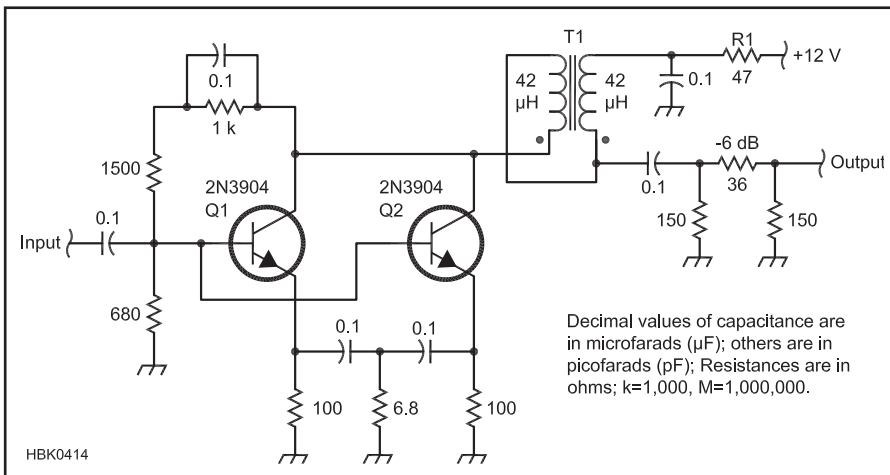 T1
R1
+12 V
47
0.1
42
µH
42
µH
0.1
1 k
-6 dB
36
Output
0.1
150
150
1500
2N3904
Q1
2N3904
Q2
0.1
Input
680
0.1
0.1
100
6.8
100
Decimal values of capacitance are
in microfarads (µF); others are in
picofarads (pF); Resistances are in
ohms; k=1,000, M=1,000,000.
HBK0414